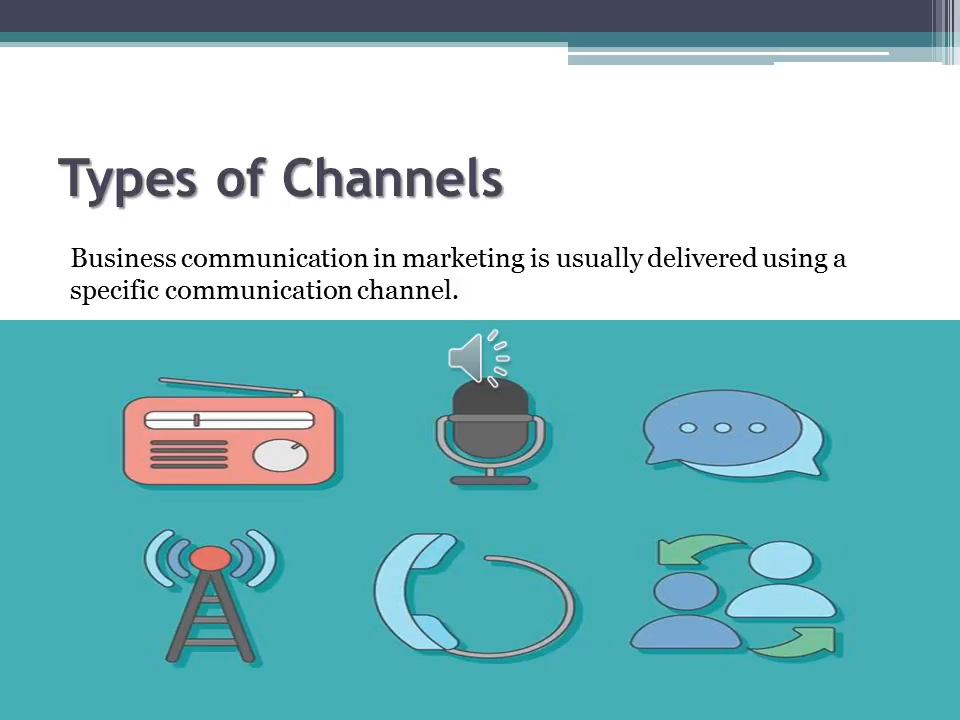 Types of Channels
Business communication in marketing is usually delivered using a
specific communication channel.